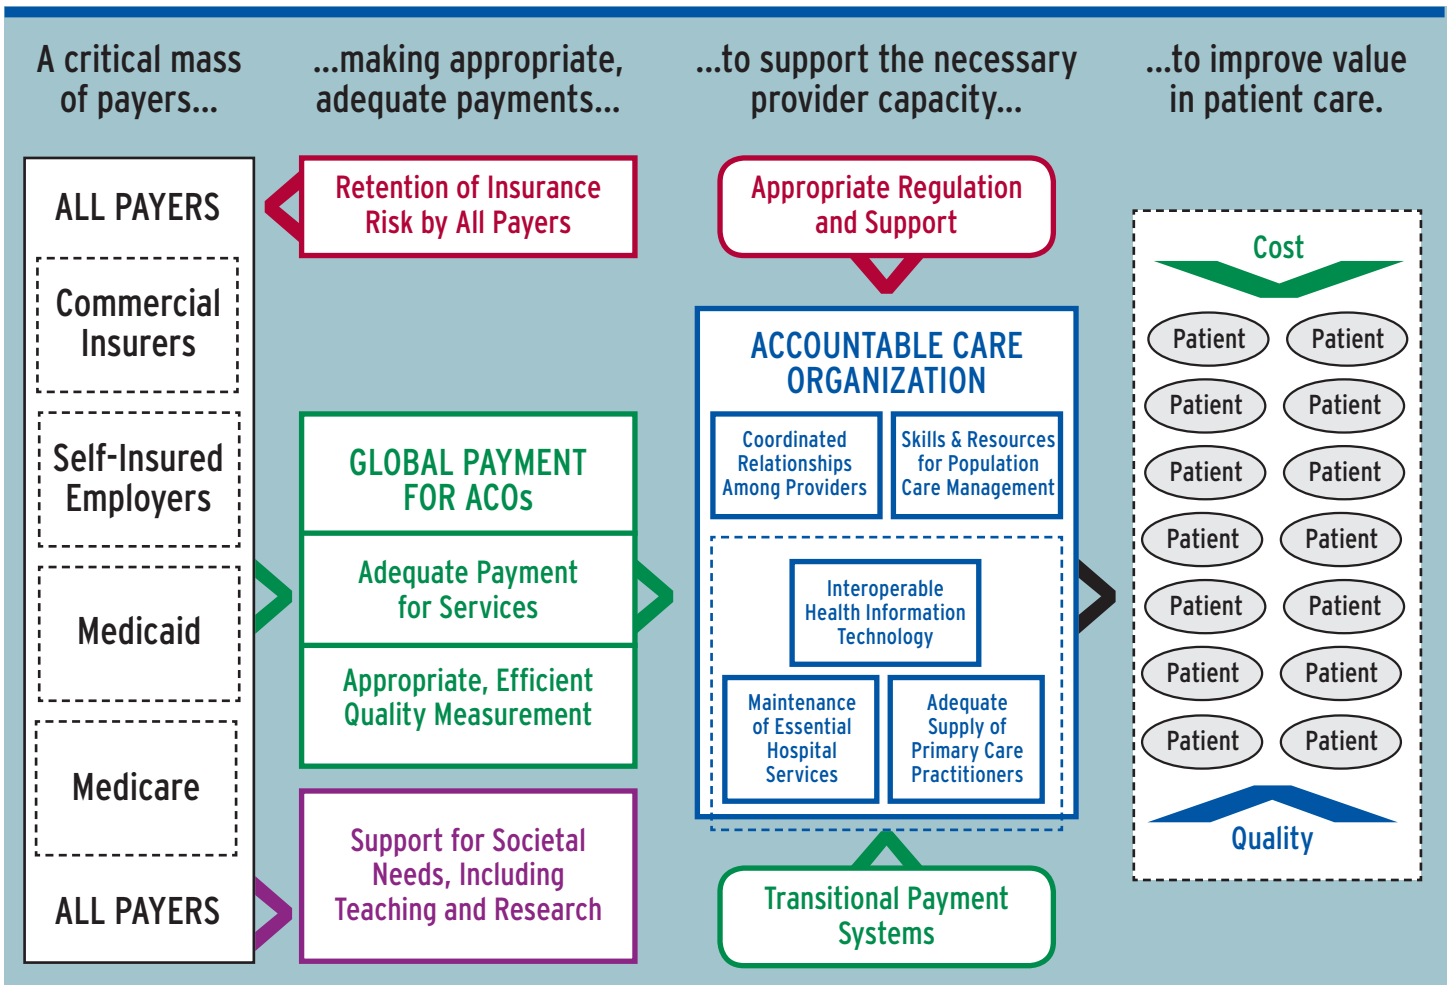 A critical mass
of payers...
...making appropriate,
adequate payments...
...to support the necessary
provider capacity...
...to improve value
in patient care.
ALL PAYERS
Commercial
Insurers
Self-Insured
Employers
Medicaid
Medicare
ALL PAYERS
Retention of Insurance
Risk by All Payers
GLOBAL PAYMENT
FOR ACOs
Adequate Payment
for Services
Appropriate, Efficient
Quality Measurement
Support for Societal
Needs, Including
Teaching and Research
Appropriate Regulation
and Support
ACCOUNTABLE CARE
ORGANIZATION
Coordinated
Relationships
Among Providers
Skills & Resources
for Population
Care Management
Interoperable
Health Information
Technology
Maintenance
of Essential
Hospital
Services
Adequate
Supply of
Primary Care
Practitioners
Transitional Payment
Systems
Cost
Patient Patient
Patient Patient
Patient Patient
Patient Patient
Patient Patient
Patient Patient
Patient Patient
Quality